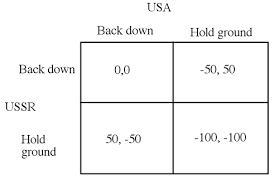 USA
Back down Hold ground
Back down 0,0 -50, 50
USSR
Hold ground 50, -50 -100, -100